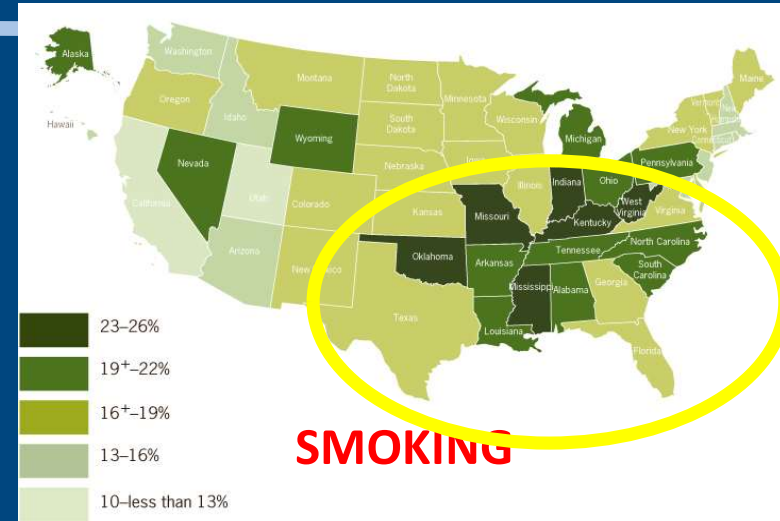 Washington
Alaska
Montana
North
Dakota
Minnesota
Maine
Oregon
Idaho
Wisconsin
Vermont
New
Hawaii
South
Dakota
Michigan
New York
Wyoming
Nevada
Nebraska
Iowa
Pennsylvania
Illinois
Indiana
Ohio
California
Utah
Colorado
Kansas
Missouri
West
Virginia
Virginia
Kentucky
Arizona
Oklahoma
Tennessee
North Carolina
Arkansas
South
Carolina
Mississipp
Alabama
Georgia
Texas
Louisiana
Florida
23–26%
19+–22%
16+–19%
13–16%
10–less than 13%
SMOKING